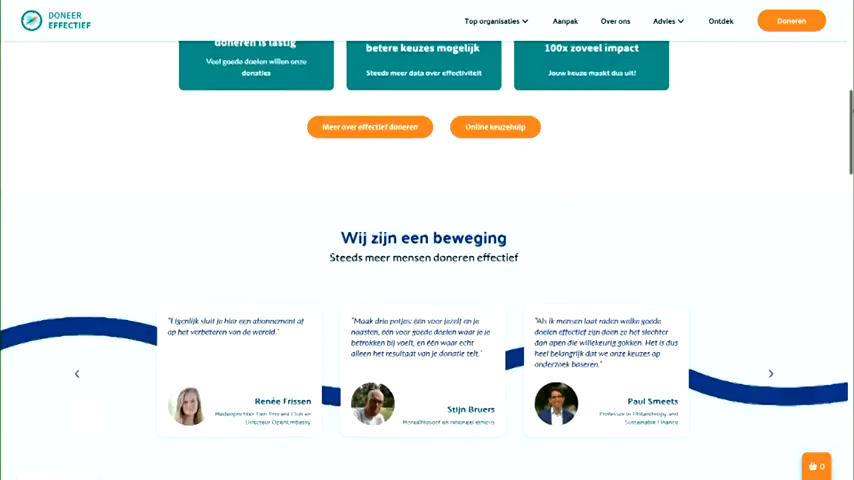 DONEER
EFFECTIEF
Top organisaties
Aanpak
Over ons
Advies
Ontdek
Doneren
doneren is lastig
Veel goede doelen willen onze
donaties
betere keuzes mogelijk
Steeds meer data over effectiviteit
100x zoveel impact
Jouw keuze maakt dus uit!
Meer over effectief doneren
Online keuzehulp
Wij zijn een beweging
Steeds meer mensen doneren effectief
"Eigenlijk sluit je hier een abonnement af
op het verbeteren van de wereld."
Renée Frissen
Medeoprichter Tien Procent Club en
Directeur OpenEmbassy
"Maak drie potjes: één voor jezelf en je
naasten, één voor goede doelen waar je je
betrokken bij voelt, en één waar echt
alleen het resultaat van je donatie telt."
Stijn Bruers
Moraalfilosoof en rationeel ethicus
"Als ik mensen laat raden welke goede
doelen effectief zijn doen ze het slechter
dan apen die willekeurig gokken. Het is dus
heel belangrijk dat we onze keuzes op
onderzoek baseren."
Paul Smeets
Professor in Philanthropy and
Sustainable Finance
0